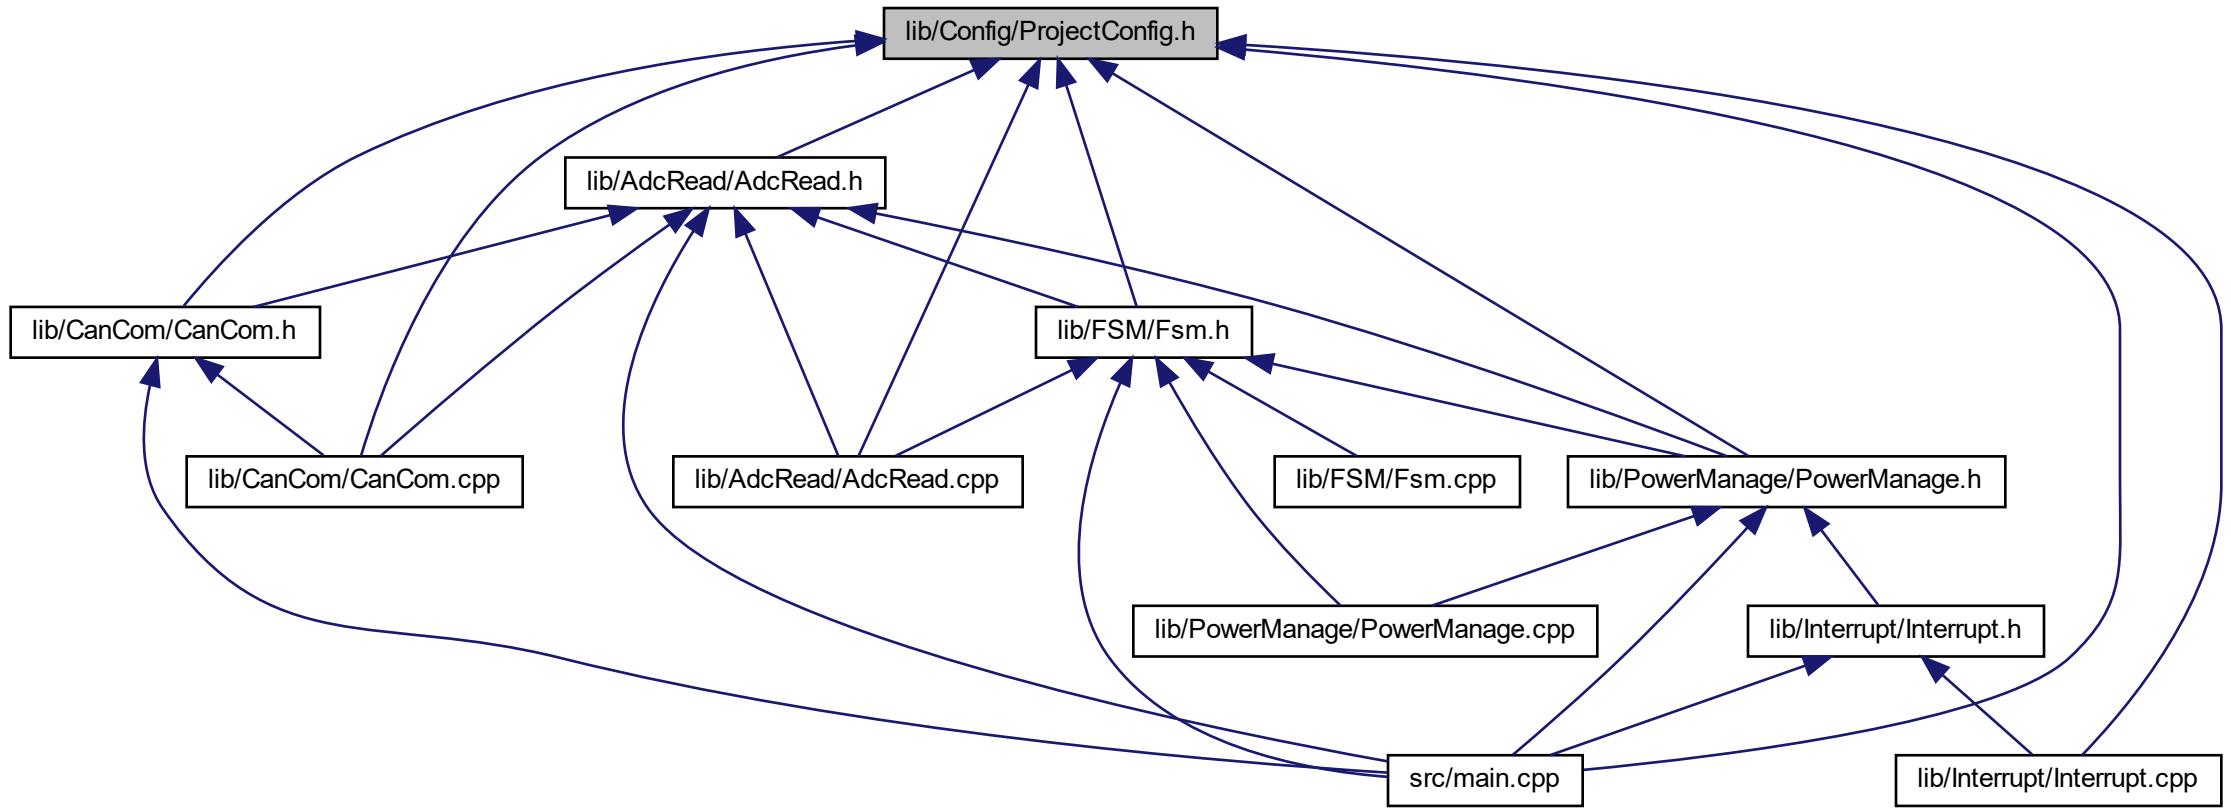 lib/Config/ProjectConfig.h
lib/AdcRead/AdcRead.h
lib/CanCom/CanCom.h
lib/FSM/Fsm.h
lib/CanCom/CanCom.cpp
lib/AdcRead/AdcRead.cpp
lib/FSM/Fsm.cpp
lib/PowerManage/PowerManage.h
lib/PowerManage/PowerManage.cpp
lib/Interrupt/Interrupt.h
src/main.cpp
lib/Interrupt/Interrupt.cpp